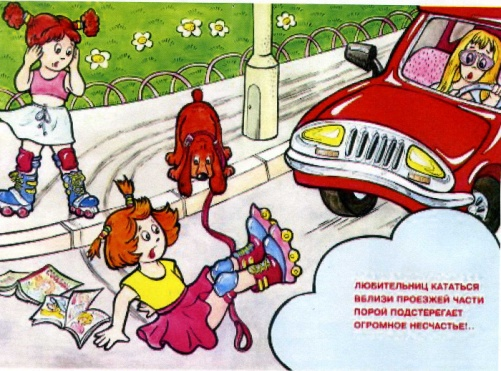 ЛЮБИТЕЛЬНИЦ КАТАТЬСЯ
ВБЛИЗИ ПРОЕЗЖЕЙ ЧАСТИ
ПОРОЙ ПОДСТЕРЕГАЕТ
ОГРОМНОЕ НЕСЧАСТЬЕ!..